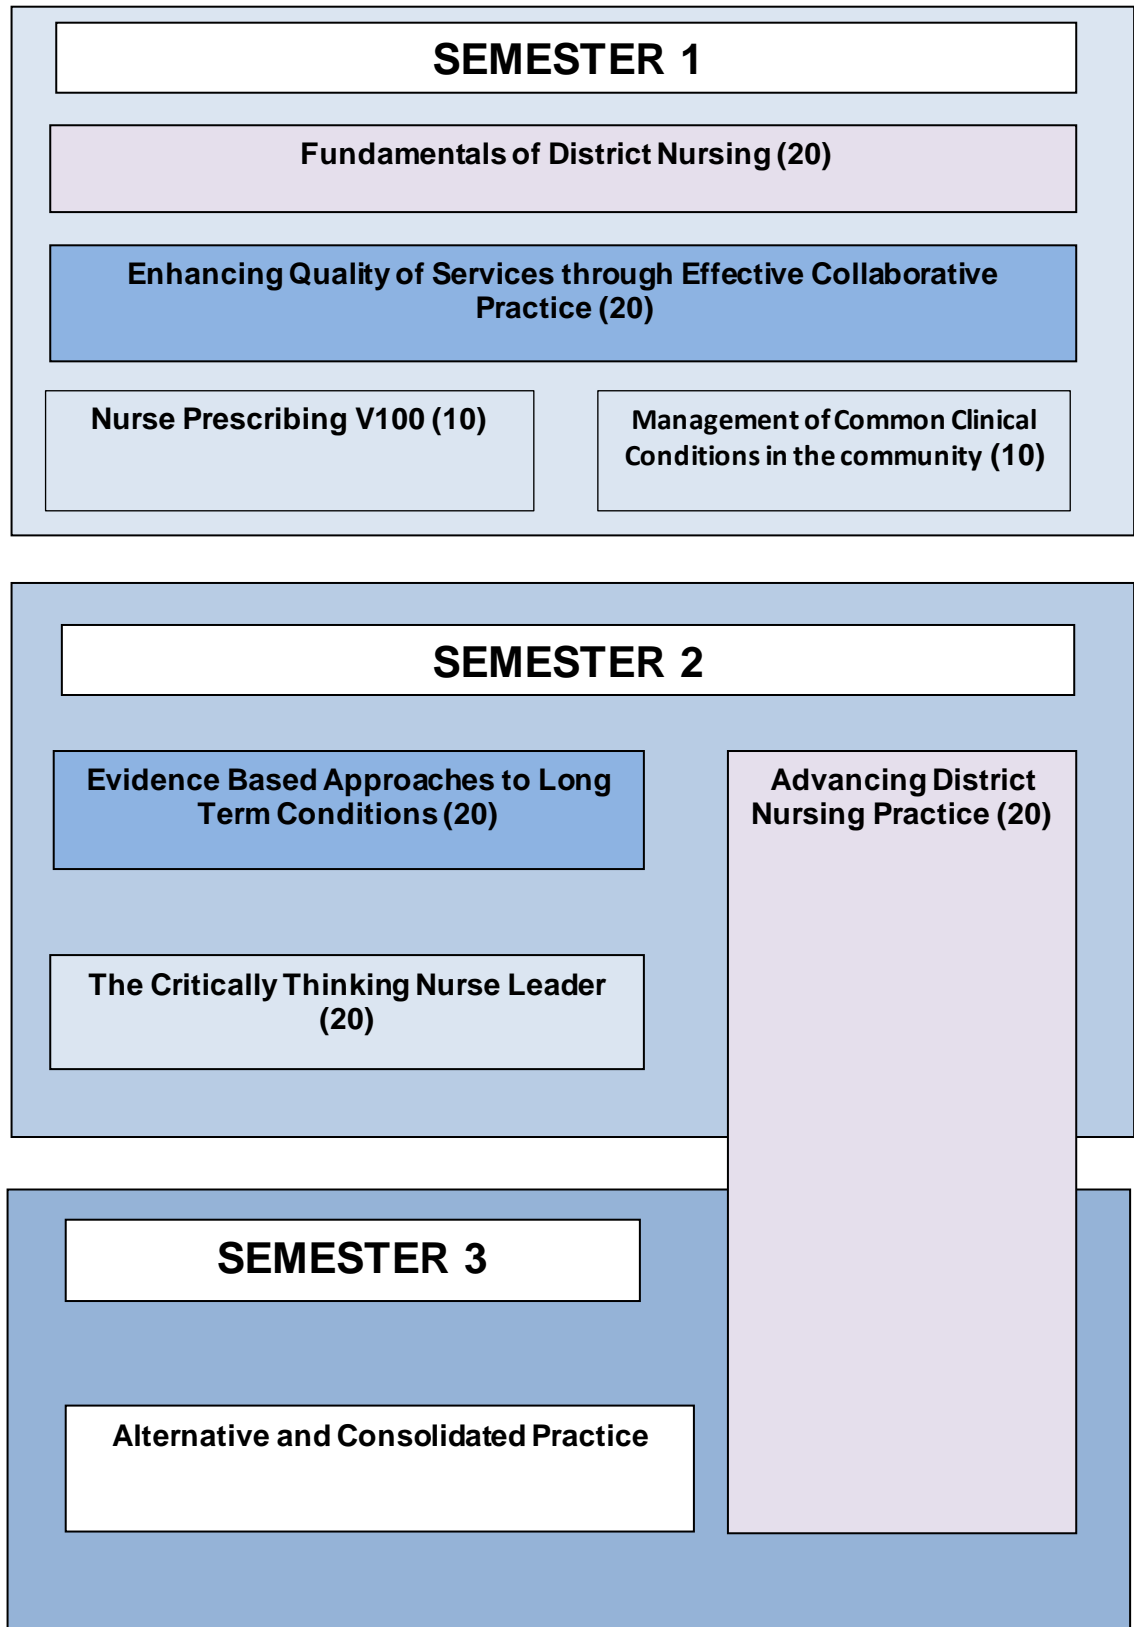 SEMESTER 1
Fundamentals of District Nursing (20)
Enhancing Quality of Services through Effective Collaborative
Practice (20)
Nurse Prescribing V100 (10)
Management of Common Clinical
Conditions in the community (10)
SEMESTER 2
Evidence Based Approaches to Long
Term Conditions (20)
Advancing District
Nursing Practice (20)
The Critically Thinking Nurse Leader
(20)
SEMESTER 3
Alternative and Consolidated Practice